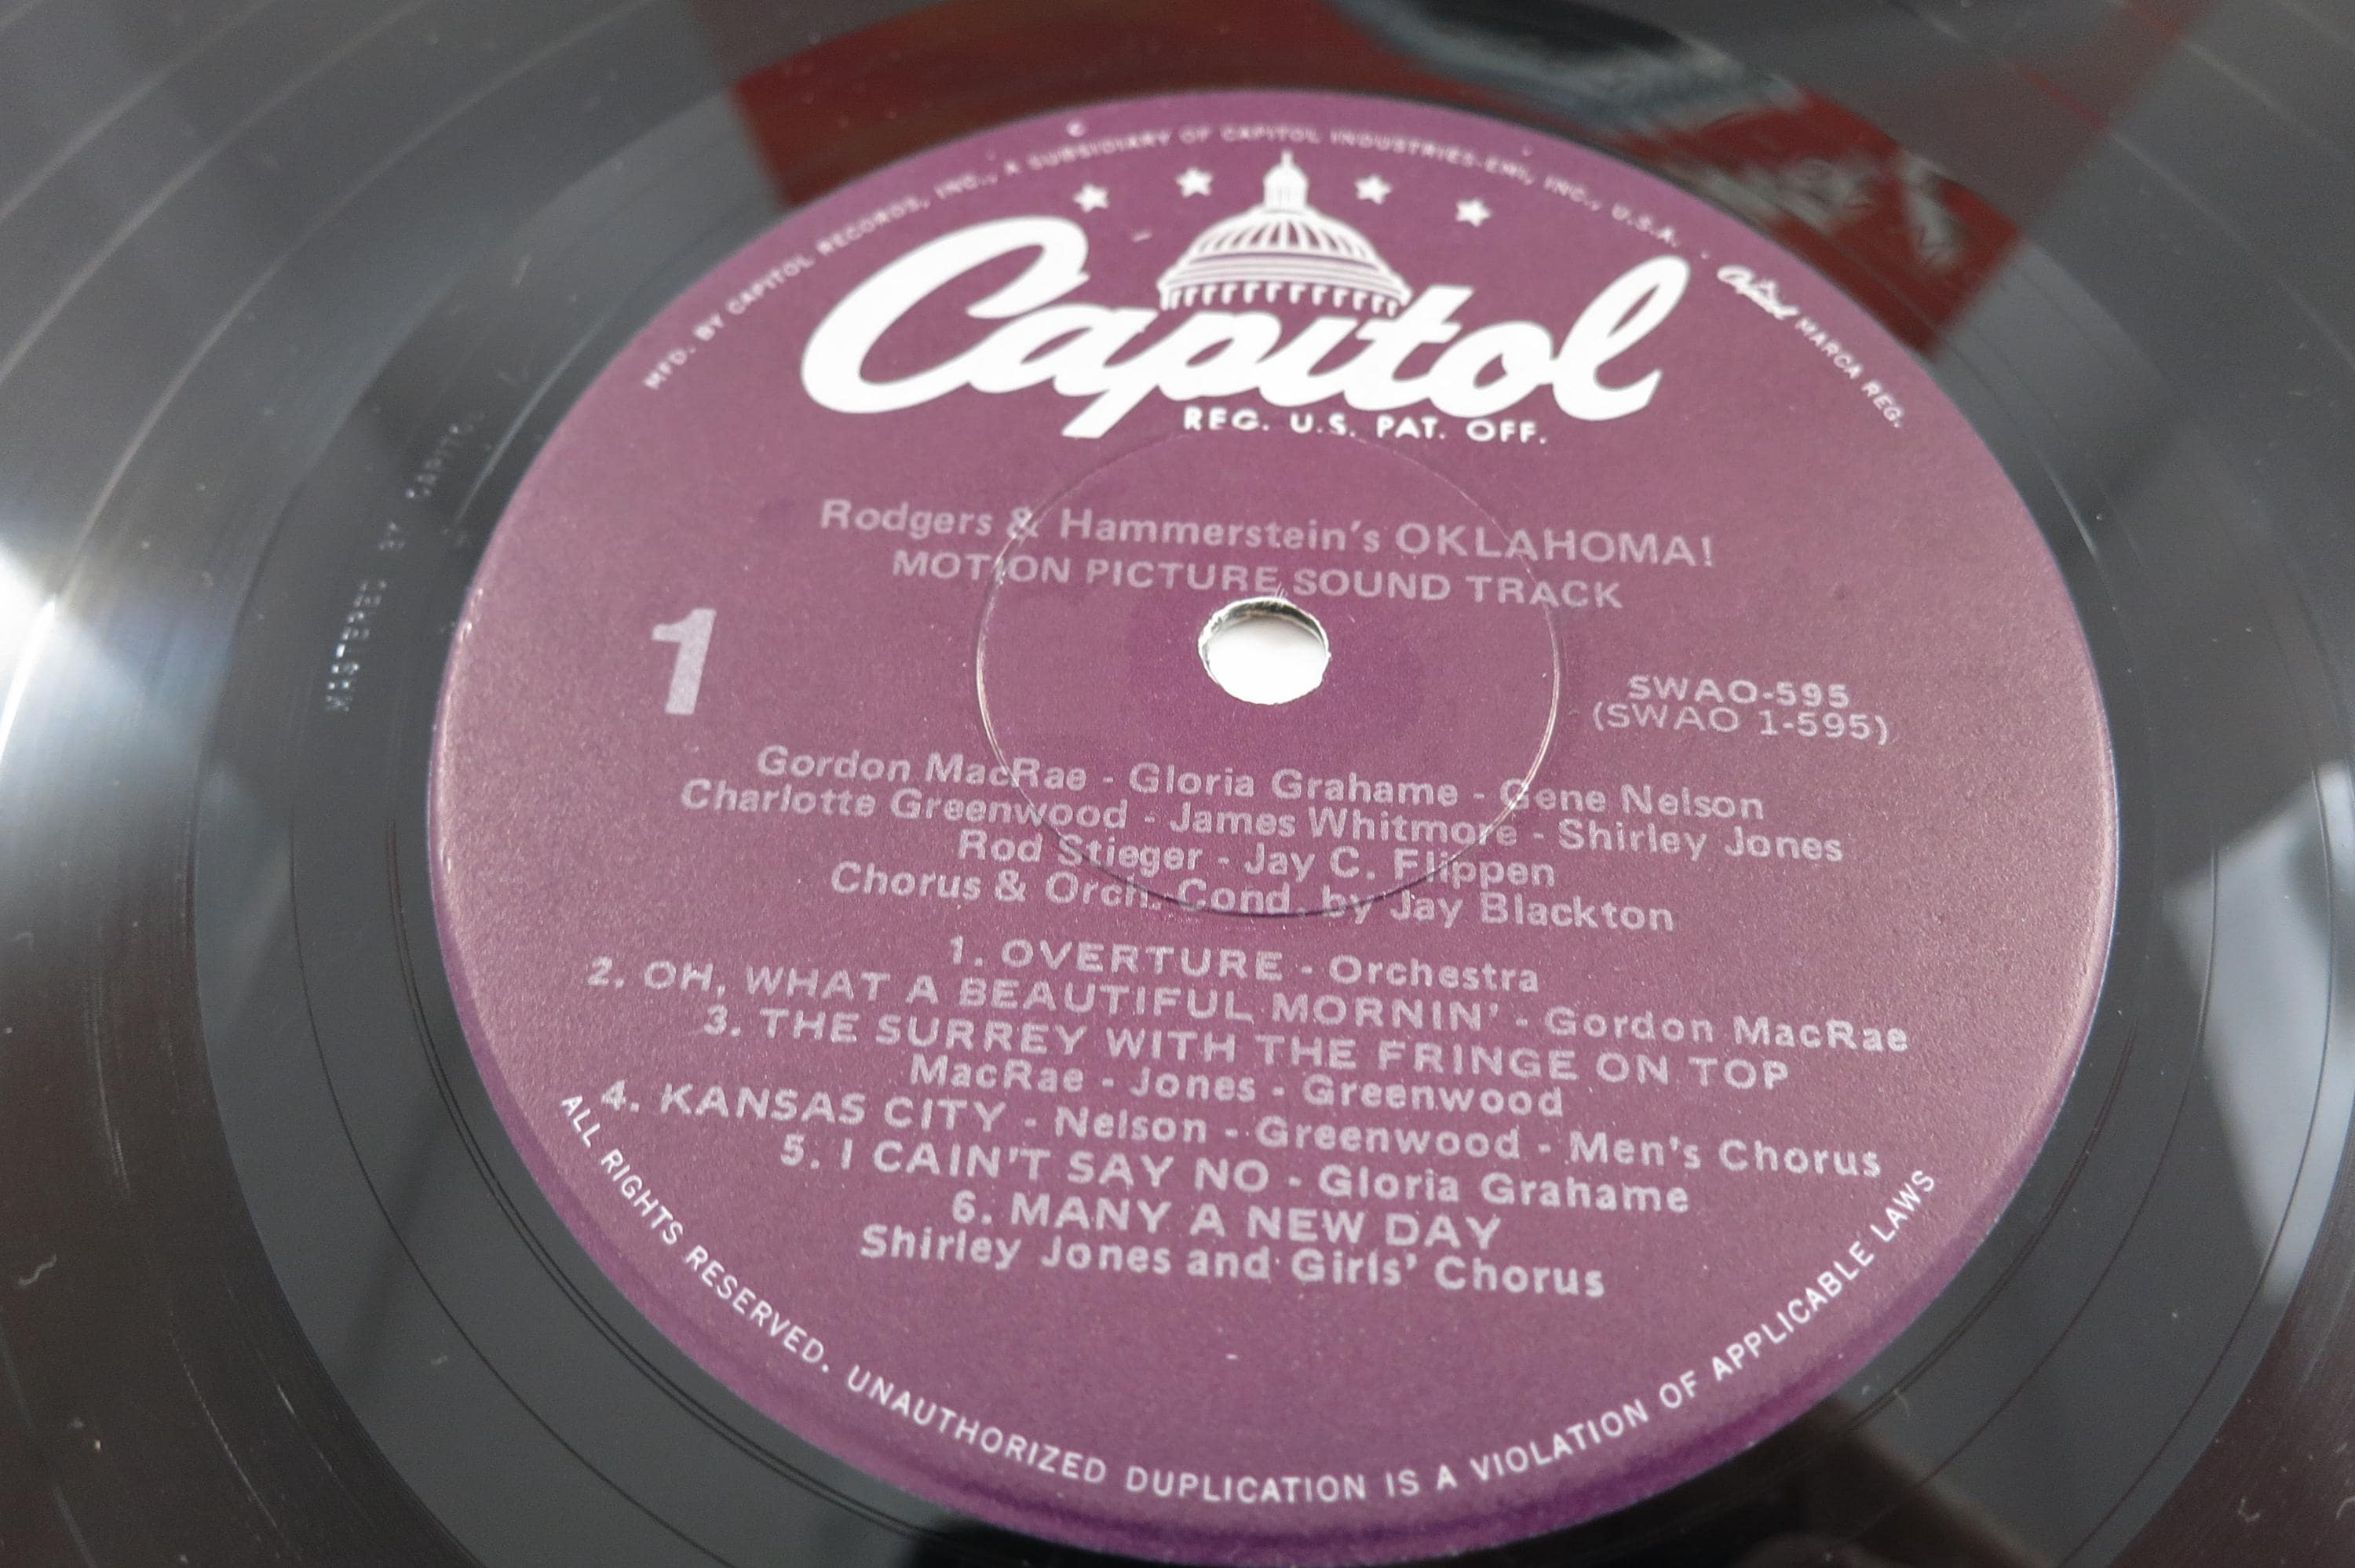 MFD. BY CAPITOL RECORDS, INC., A SUBSIDIARY OF CAPITOL INDUSTRIES-EMI, INC., U.S.A. . Capitol MARCA REG.
Capitol
REG. U.S. PAT. OFF.
Rodgers & Hammerstein's OKLAHOMA!
MOTION PICTURE SOUND TRACK
1
SWAO-595
(SWAO 1-595)
Gordon MacRae - Gloria Grahame - Gene Nelson
Charlotte Greenwood - James Whitmore - Shirley Jones
Rod Stieger - Jay C. Flippen
Chorus & Orch. Cond. by Jay Blackton
1. OVERTURE - Orchestra
2. OH, WHAT A BEAUTIFUL MORNIN' - Gordon MacRae
3. THE SURREY WITH THE FRINGE ON TOP
MacRae - Jones - Greenwood
4. KANSAS CITY - Nelson - Greenwood - Men's Chorus
5. I CAIN'T SAY NO - Gloria Grahame
6. MANY A NEW DAY
Shirley Jones and Girls' Chorus
ALL RIGHTS RESERVED. UNAUTHORIZED DUPLICATION IS A VIOLATION OF APPLICABLE LAWS
MASTERED BY CAPITOL